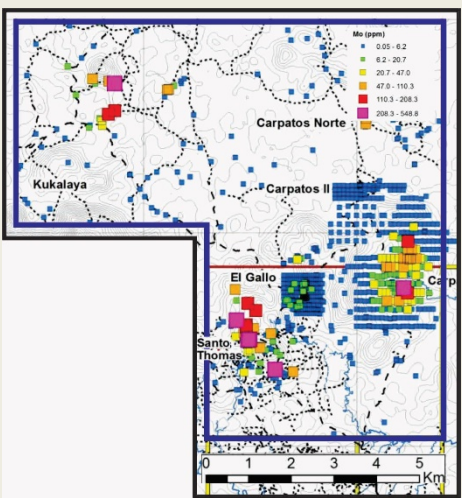 Mo (ppm)
0.05 - 6.2
6.2 - 20.7
20.7 - 47.0
47.0 - 110.3
110.3 - 208.3
208.3 - 548.8
Carpatos Norte
Kukalaya
Carpatos II
El Gallo
Carp
Santo
Thomas
0 1 2 3 4 5
Km